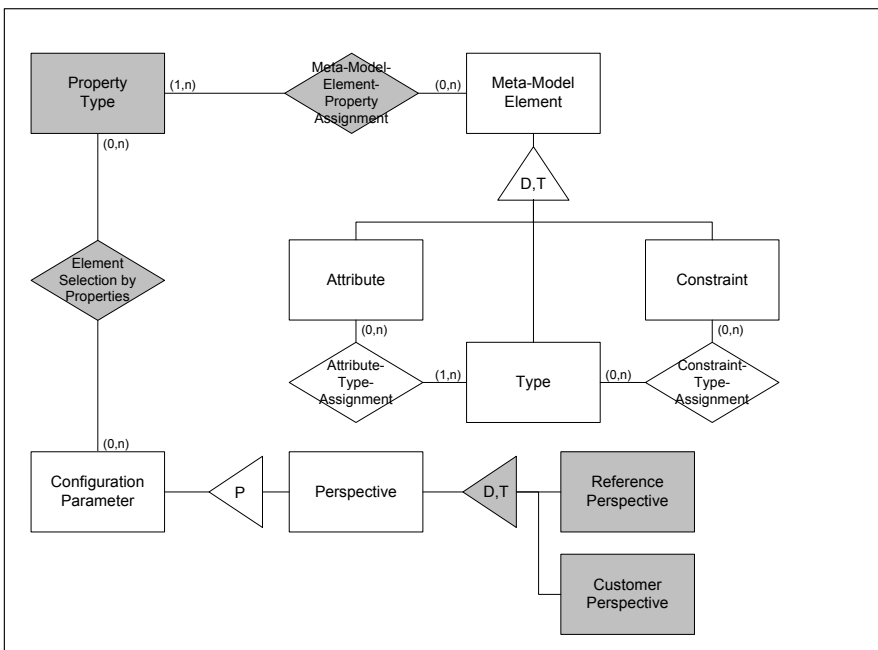 Property
Type
(1,n)
Meta-Model-
Element-
Property
Assignment
(0,n)
Meta-Model
Element
(0,n)
D,T
Element
Selection by
Properties
Attribute
Constraint
(0,n)
(0,n)
Attribute-
Type-
Assignment
(1,n)
Type
(0,n)
Constraint-
Type-
Assignment
(0,n)
Configuration
Parameter
P
Perspective
D,T
Reference
Perspective
Customer
Perspective